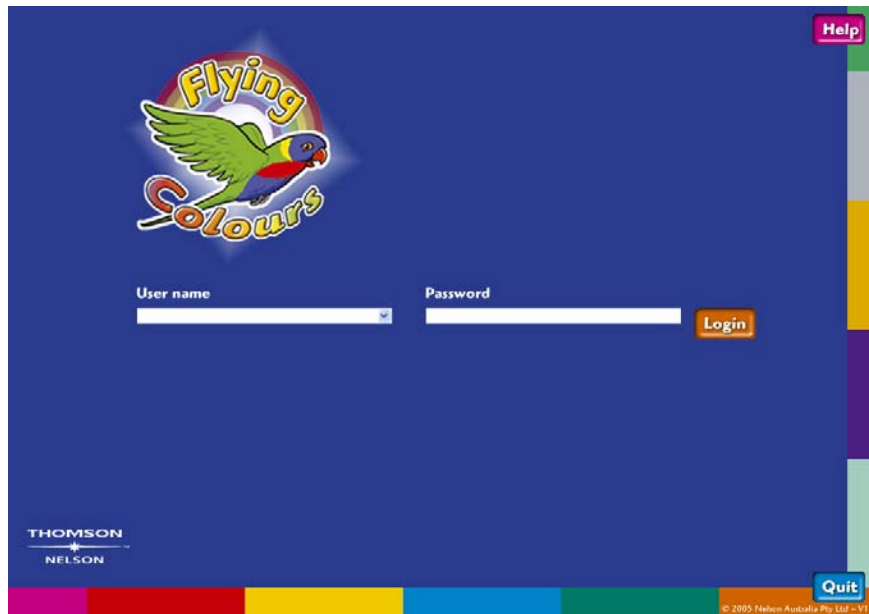 Help
Flying
Colours
User name
Password
Login
THOMSON
NELSON
Quit
© 2005 Nelson Australia Pty Ltd – V1